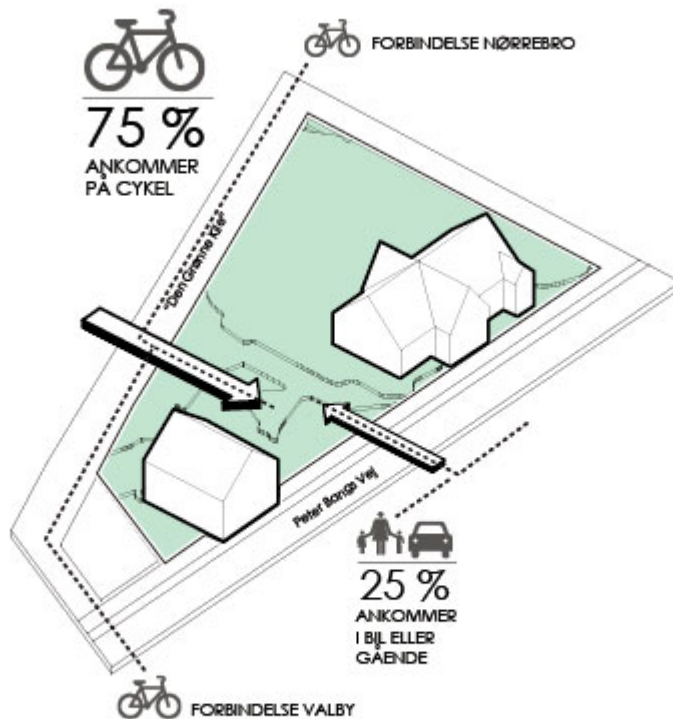 FORBINDELSE NØRREBRO
75 %
ANKOMMER
PÅ CYKEL
"Den Grønne Kile"
Peter Bangs Vej
25 %
ANKOMMER
I BIL ELLER
GÅENDE
FORBINDELSE VALBY